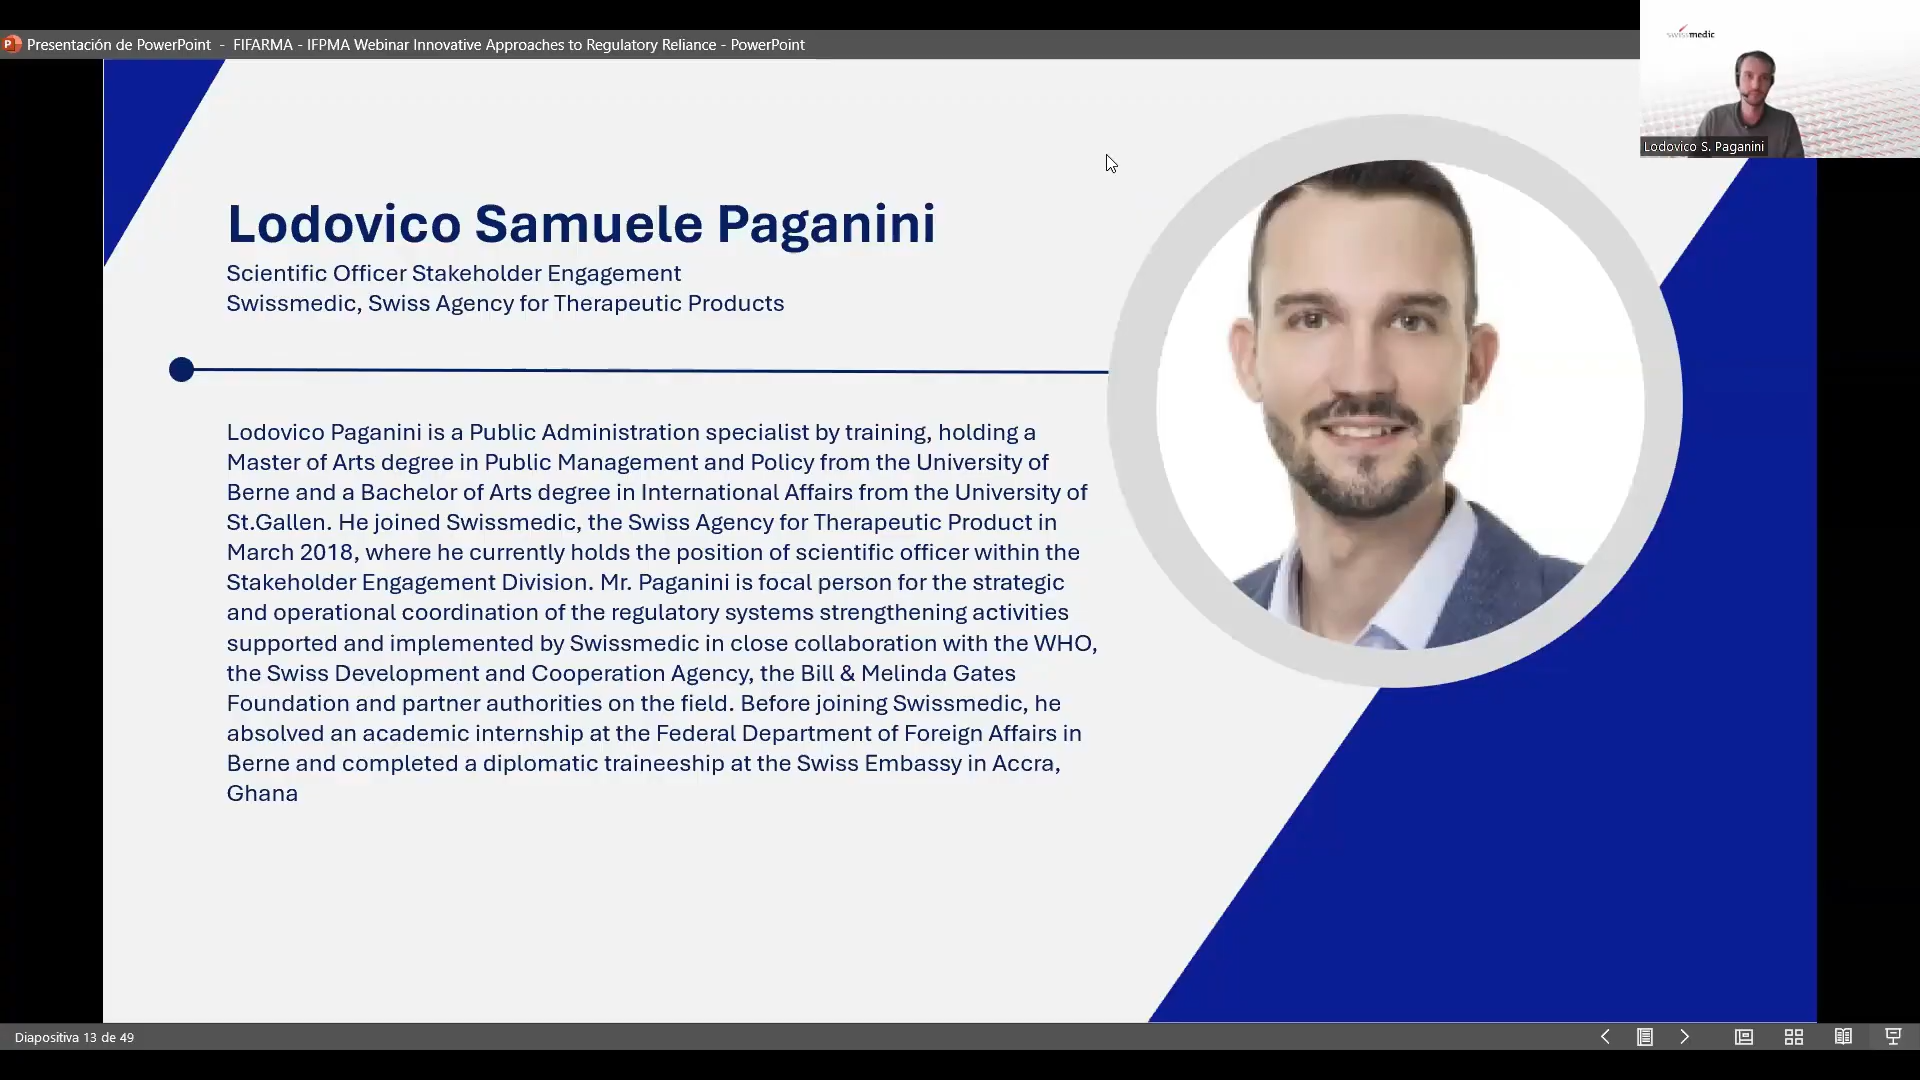 Presentación de PowerPoint - FIFARMA - IFPMA Webinar Innovative Approaches to Regulatory Reliance - PowerPoint
swissmedic
Lodovico S. Paganini
Lodovico Samuele Paganini
Scientific Officer Stakeholder Engagement
Swissmedic, Swiss Agency for Therapeutic Products
Lodovico Paganini is a Public Administration specialist by training, holding a
Master of Arts degree in Public Management and Policy from the University of
Berne and a Bachelor of Arts degree in International Affairs from the University of
St.Gallen. He joined Swissmedic, the Swiss Agency for Therapeutic Product in
March 2018, where he currently holds the position of scientific officer within the
Stakeholder Engagement Division. Mr. Paganini is focal person for the strategic
and operational coordination of the regulatory systems strengthening activities
supported and implemented by Swissmedic in close collaboration with the WHO,
the Swiss Development and Cooperation Agency, the Bill & Melinda Gates
Foundation and partner authorities on the field. Before joining Swissmedic, he
absolved an academic internship at the Federal Department of Foreign Affairs in
Berne and completed a diplomatic traineeship at the Swiss Embassy in Accra,
Ghana
Diapositiva 13 de 49